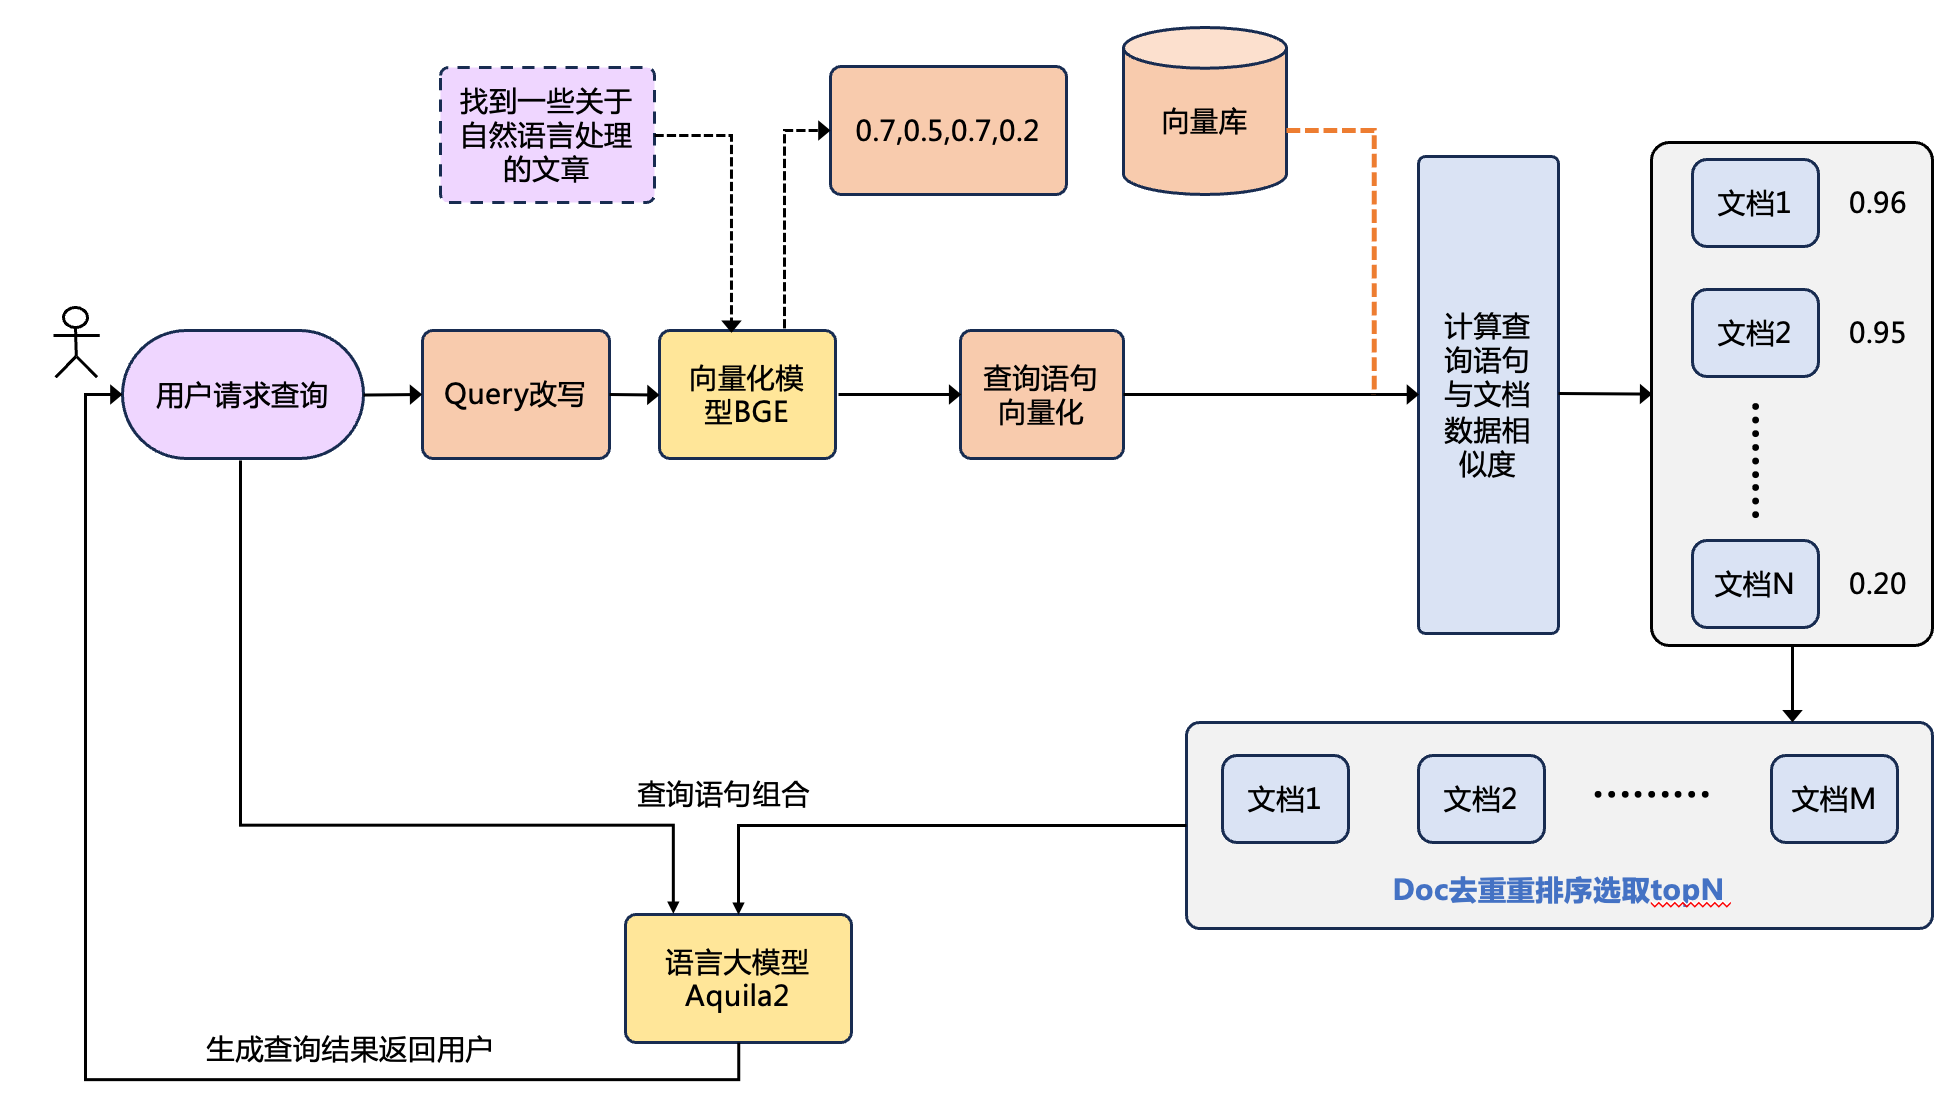 找到一些关于
自然语言处理
的文章
0.7,0.5,0.7,0.2
向量库
用户请求查询
Query改写
向量化模
型BGE
查询语句
向量化
计算查
询语句
与文档
数据相
似度
文档1 0.96
文档2 0.95
文档N 0.20
文档1 文档2 文档M
Doc去重重排序选取topN
查询语句组合
语言大模型
Aquila2
生成查询结果返回用户